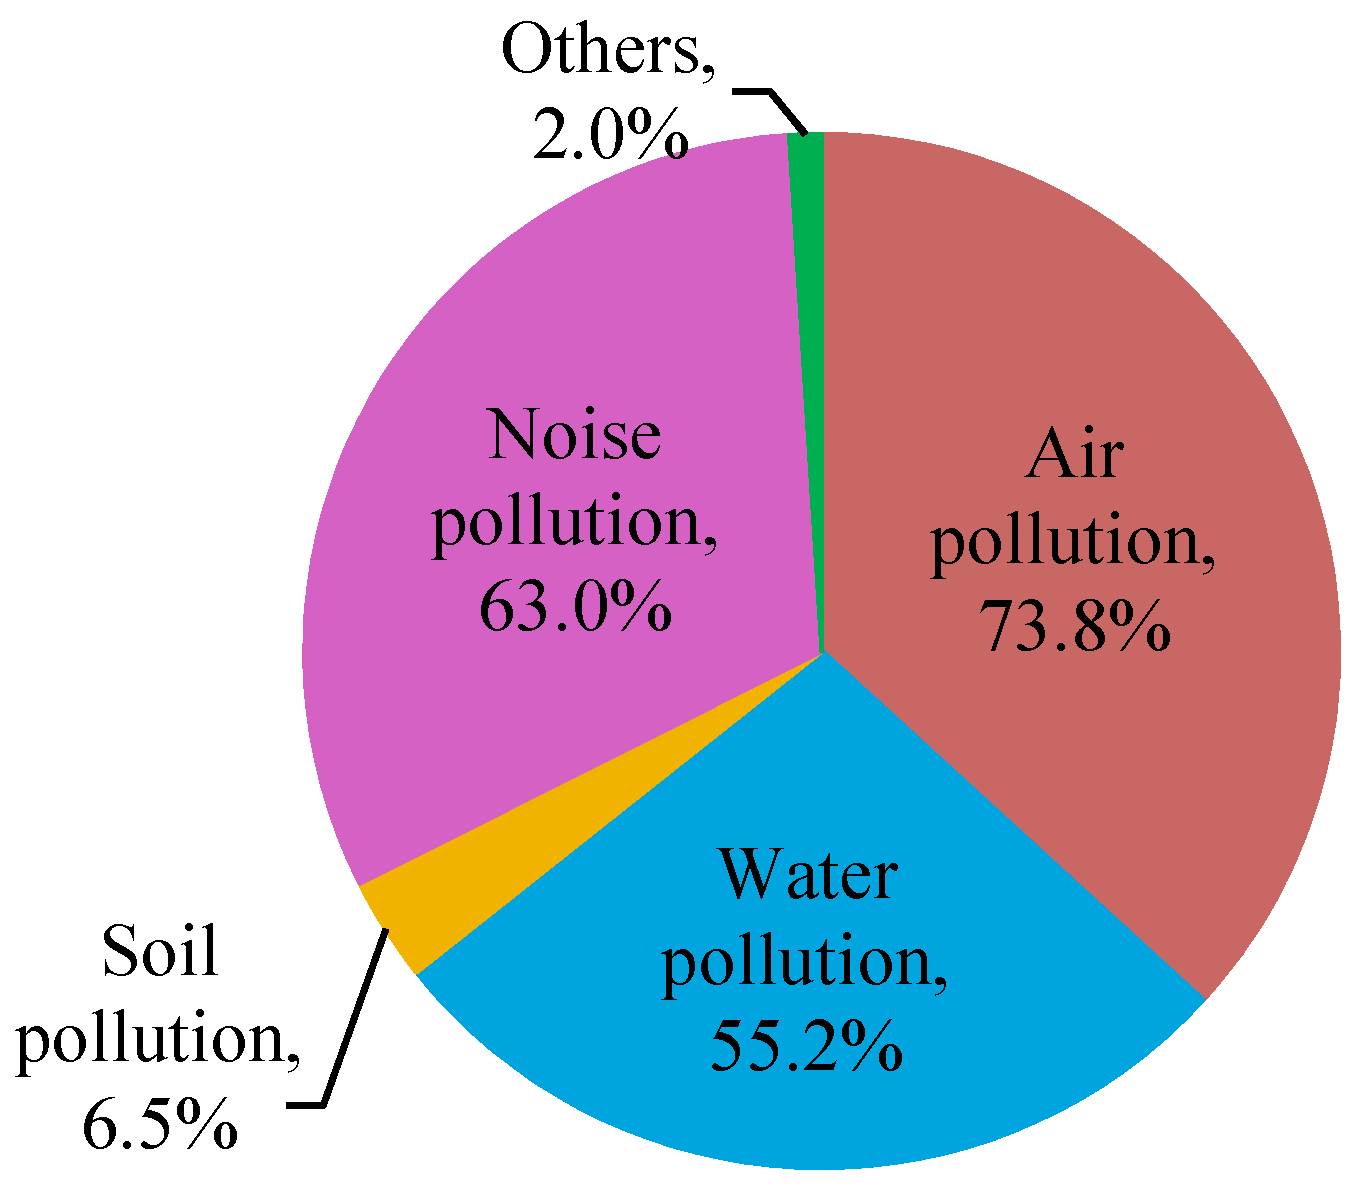 Others,
2.0%
Noise
pollution,
63.0%
Air
pollution,
73.8%
Water
pollution,
55.2%
Soil
pollution,
6.5%